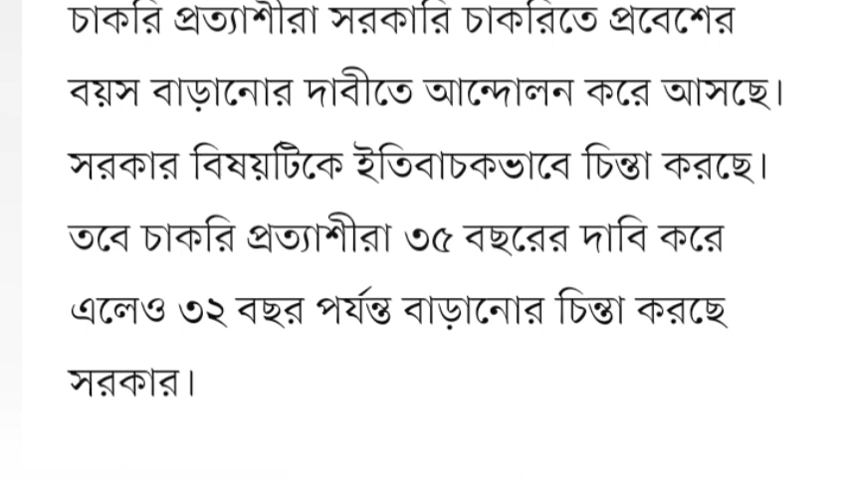 চাকরি প্রত্যাশীরা সরকারি চাকরিতে প্রবেশের
বয়স বাড়ানোর দাবীতে আন্দোলন করে আসছে।
সরকার বিষয়টিকে ইতিবাচকভাবে চিন্তা করছে।
তবে চাকরি প্রত্যাশীরা ৩৫ বছরের দাবি করে
এলেও ৩২ বছর পর্যন্ত বাড়ানোর চিন্তা করছে
সরকার।